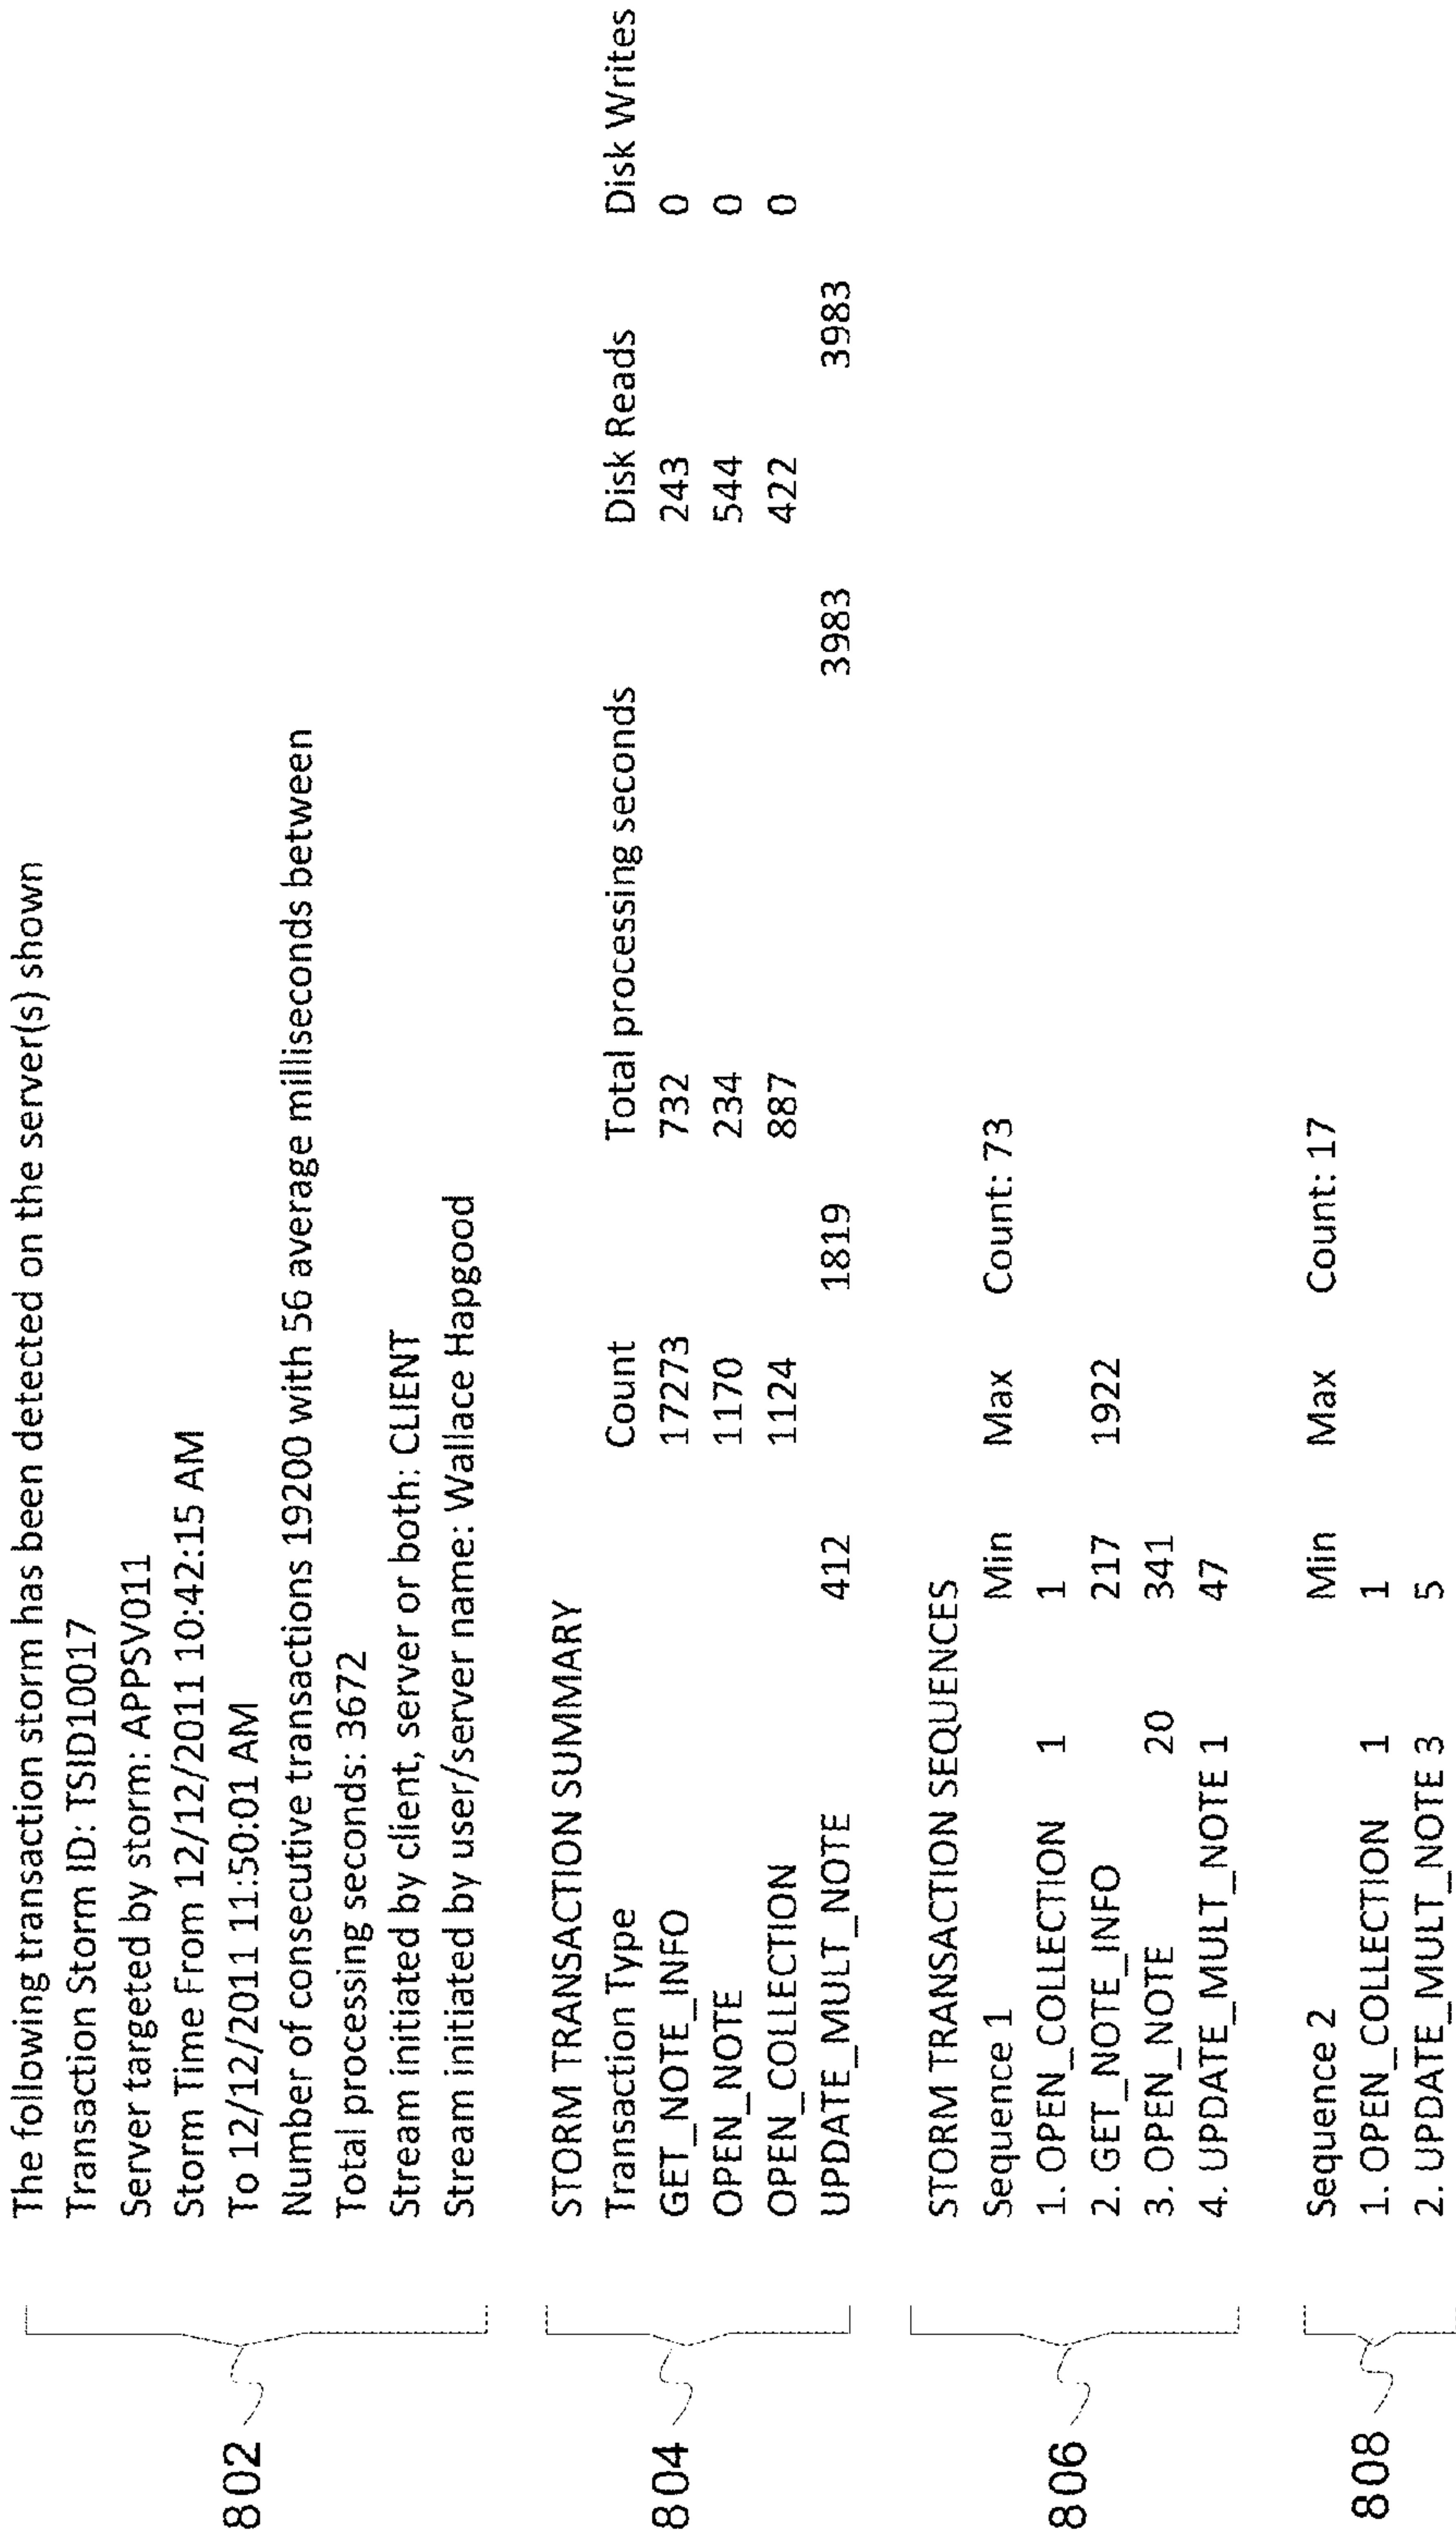 The following transaction storm has been detected on the server(s) shown
Transaction Storm ID: TSID10017
Server targeted by storm: APPSV011
Storm Time From 12/12/2011 10:42:15 AM
To 12/12/2011 11:50:01 AM
Number of consecutive transactions 19200 with 56 average milliseconds between
Total processing seconds: 3672
Stream initiated by client, server or both: CLIENT
Stream initiated by user/server name: Wallace Hapgood
802
STORM TRANSACTION SUMMARY
Transaction Type Count Total processing seconds Disk Reads Disk Writes
GET_NOTE_INFO 17273 732 243 0
OPEN_NOTE 1170 234 544 0
OPEN_COLLECTION 1124 887 422 0
UPDATE_MULT_NOTE 412 1819 3983 3983
804
STORM TRANSACTION SEQUENCES
Sequence 1 Min Max Count: 73
1. OPEN_COLLECTION 1 1
2. GET_NOTE_INFO 217 1922
3. OPEN_NOTE 20 341
4. UPDATE_MULT_NOTE 1 47
806
Sequence 2 Min Max Count: 17
1. OPEN_COLLECTION 1 1
2. UPDATE_MULT_NOTE 3 5
808